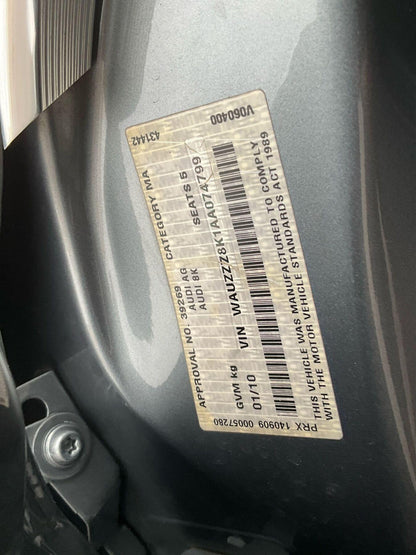 431442 V060400
APPROVAL NO. 39269 CATEGORY MA
AUDI AG
AUDI 8K SEATS 5
GVM kg VIN WAUZZZ8K1AA074799
01/10
THIS VEHICLE WAS MANUFACTURED TO COMPLY
WITH THE MOTOR VEHICLE STANDARDS ACT 1989
PRX 140909 00057280